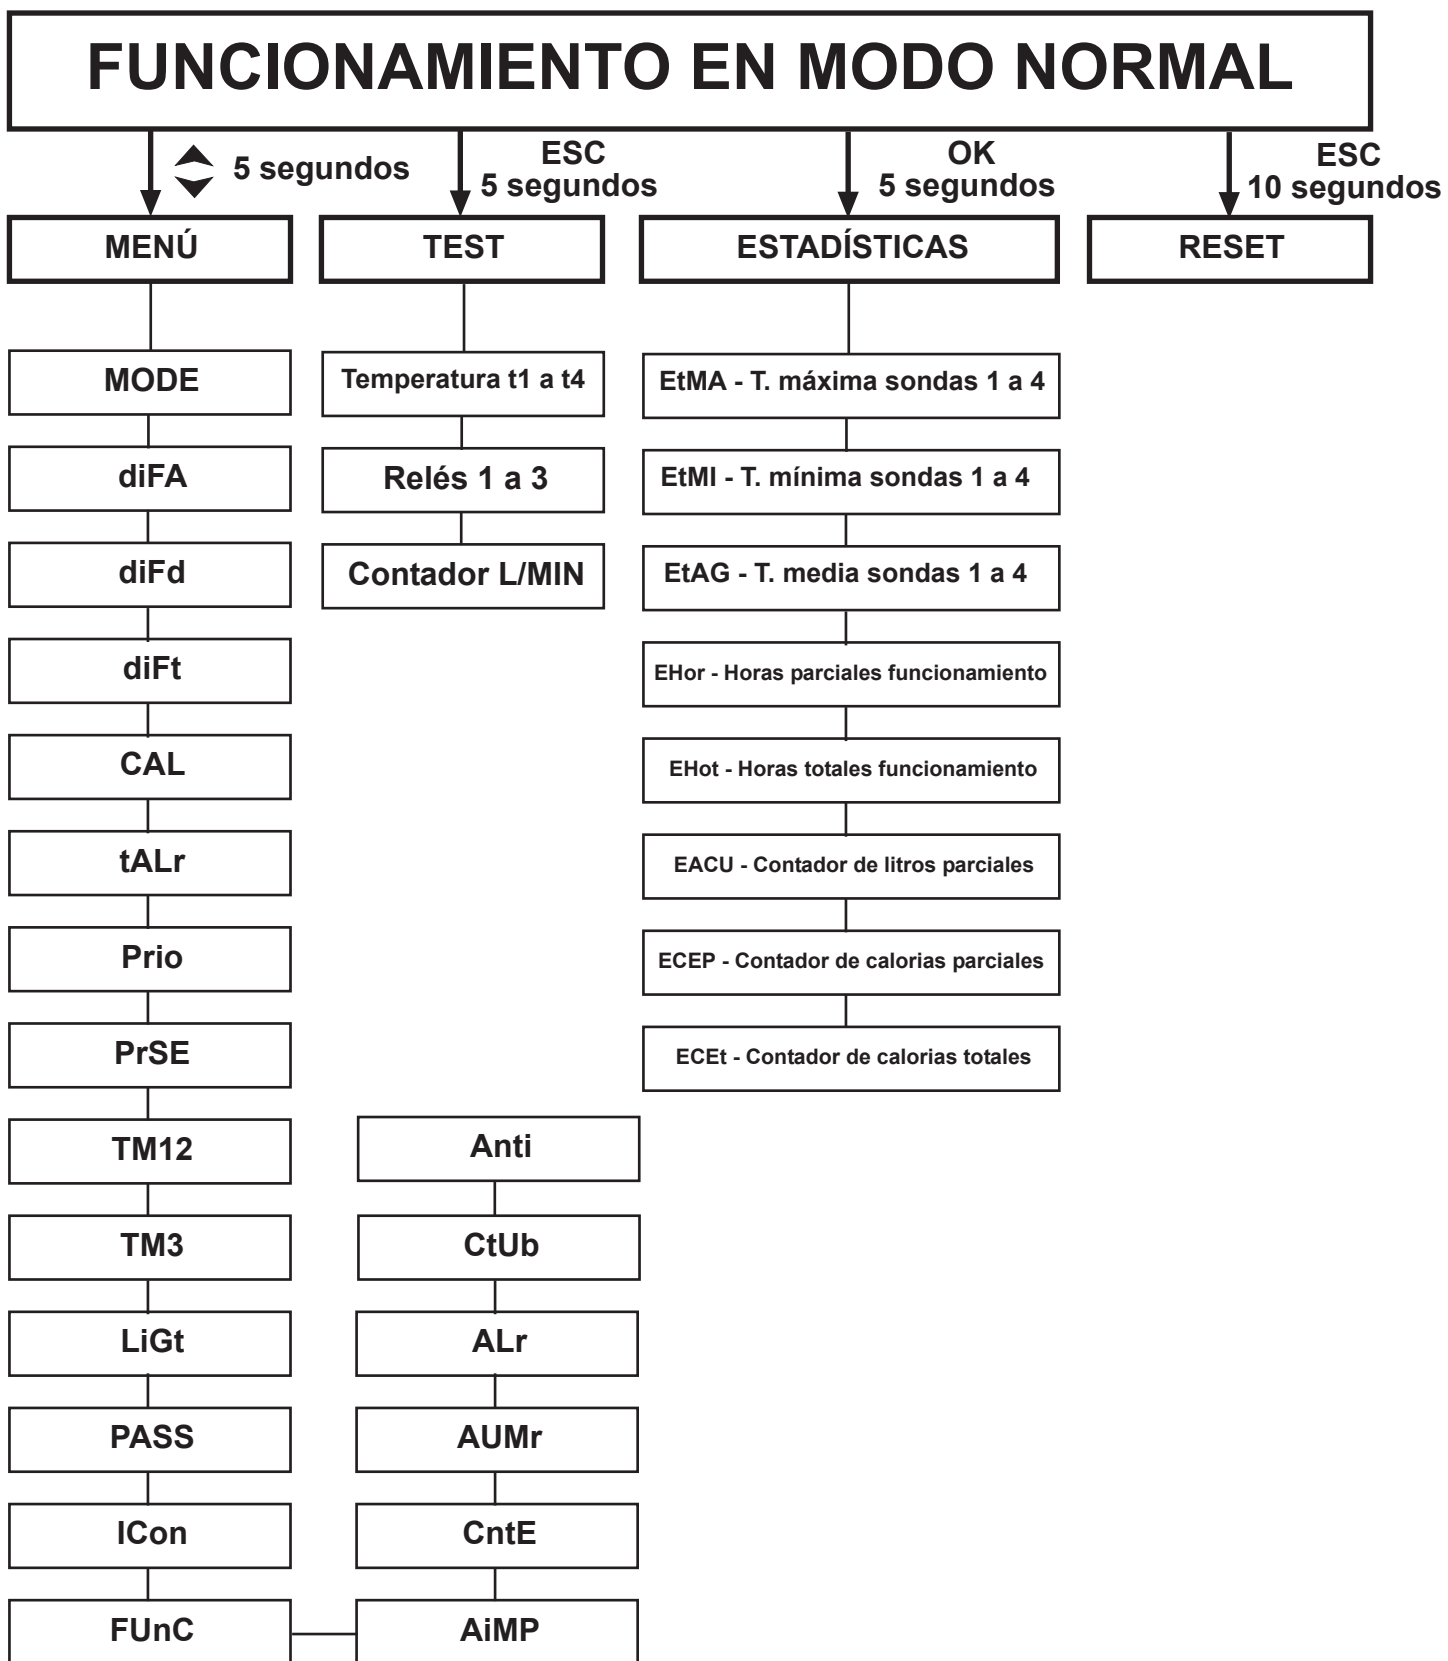 FUNCIONAMIENTO EN MODO NORMAL
5 segundos
ESC
5 segundos
OK
5 segundos
ESC
10 segundos
MENÚ
TEST
ESTADÍSTICAS
RESET
MODE
diFA
diFd
diFt
CAL
tALr
Prio
PrSE
TM12
TM3
LiGt
PASS
ICon
FUnC
Temperatura t1 a t4
Relés 1 a 3
Contador L/MIN
Anti
CtUb
ALr
AUMr
CntE
AiMP
EtMA - T. máxima sondas 1 a 4
EtMI - T. mínima sondas 1 a 4
EtAG - T. media sondas 1 a 4
EHor - Horas parciales funcionamiento
EHot - Horas totales funcionamiento
EACU - Contador de litros parciales
ECEP - Contador de calorias parciales
ECEt - Contador de calorias totales